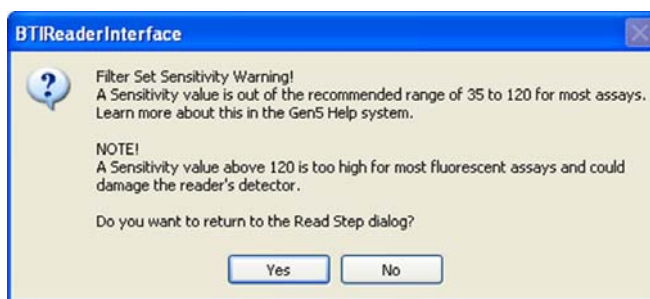 BTIReaderInterface
Filter Set Sensitivity Warning!
A Sensitivity value is out of the recommended range of 35 to 120 for most assays.
Learn more about this in the Gen5 Help system.
NOTE!
A Sensitivity value above 120 is too high for most fluorescent assays and could
damage the reader's detector.
Do you want to return to the Read Step dialog?
Yes
No